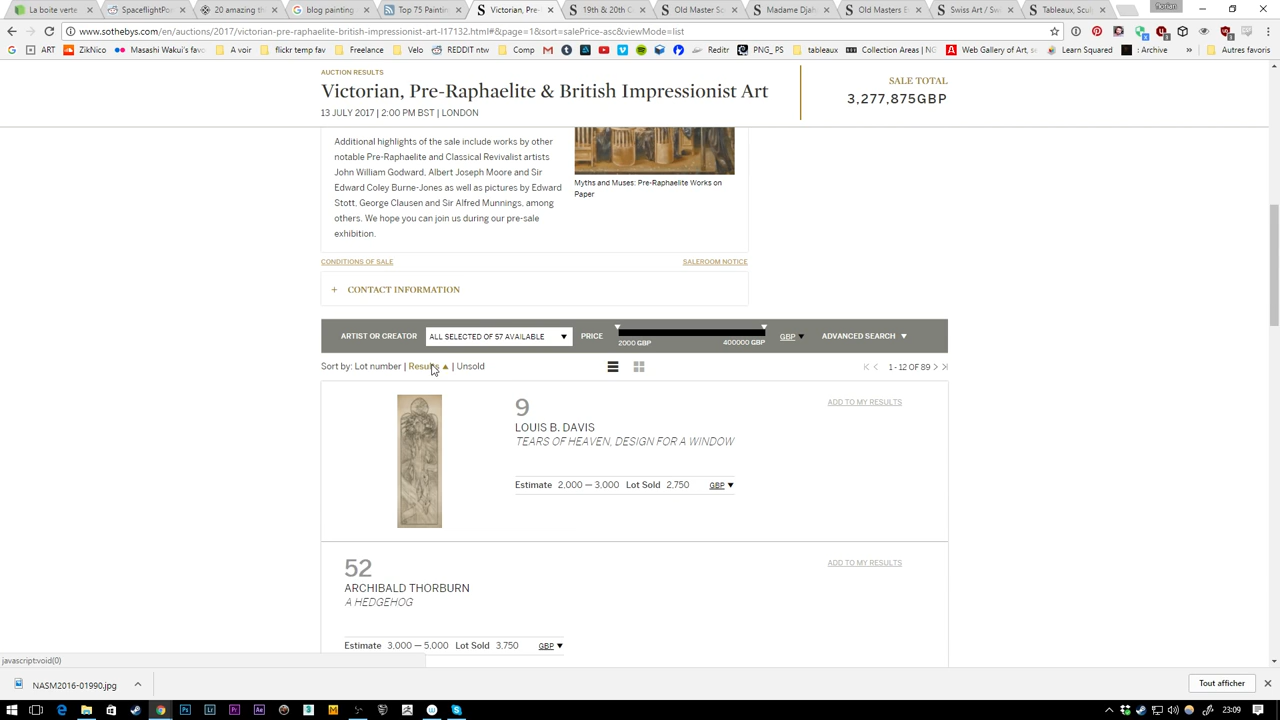 La boite verte
SpaceflightPo
20 amazing th
blog painting
Top 75 Paintin
Victorian, Pre-
19th & 20th C
Old Master Su
Madame Djah
Old Masters E
Swiss Art / Sw
Tableaux, Scul
florian
www.sothebys.com/en/auctions/2017/victorian-pre-raphaelite-british-impressionist-art-l17132.html#&page=1&sort=salePrice-asc&viewMode=list
ART ZikNico Masashi Wakui's a A voir flickr temp fav Freelance Velo REDDIT ntw Comp Reditr PNG_PS tableaux Collection Areas | NG Web Gallery of Art, se Learn Squared : Archive » Autres favoris
AUCTION RESULTS
Victorian, Pre-Raphaelite & British Impressionist Art
13 JULY 2017 | 2:00 PM BST | LONDON
SALE TOTAL
3,277,875GBP
Additional highlights of the sale include works by other
notable Pre-Raphaelite and Classical Revivalist artists
John William Godward, Albert Joseph Moore and Sir
Edward Coley Burne-Jones as well as pictures by Edward
Stott, George Clausen and Sir Alfred Munnings, among
others. We hope you can join us during our pre-sale
exhibition.
Myths and Muses: Pre-Raphaelite Works on
Paper
CONDITIONS OF SALE SALEROOM NOTICE
+ CONTACT INFORMATION
ARTIST OR CREATOR ALL SELECTED OF 57 AVAILABLE PRICE 2000 GBP 400000 GBP GBP ADVANCED SEARCH
Sort by: Lot number | Results | Unsold 1 - 12 OF 89
9
LOUIS B. DAVIS
TEARS OF HEAVEN, DESIGN FOR A WINDOW
ADD TO MY RESULTS
Estimate 2,000 — 3,000 Lot Sold 2,750 GBP
52
ARCHIBALD THORBURN
A HEDGEHOG
ADD TO MY RESULTS
Estimate 3,000 — 5,000 Lot Sold 3,750 GBP
javascript:void(0)
NASM2016-01990.jpg
Tout afficher
23:09